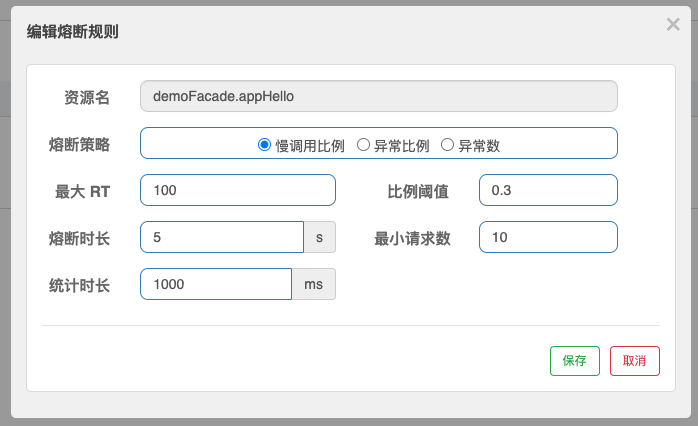 编辑熔断规则 ×
资源名 demoFacade.appHello
熔断策略 慢调用比例 异常比例 异常数
最大 RT 100 比例阈值 0.3
熔断时长 5 s 最小请求数 10
统计时长 1000 ms
保存 取消